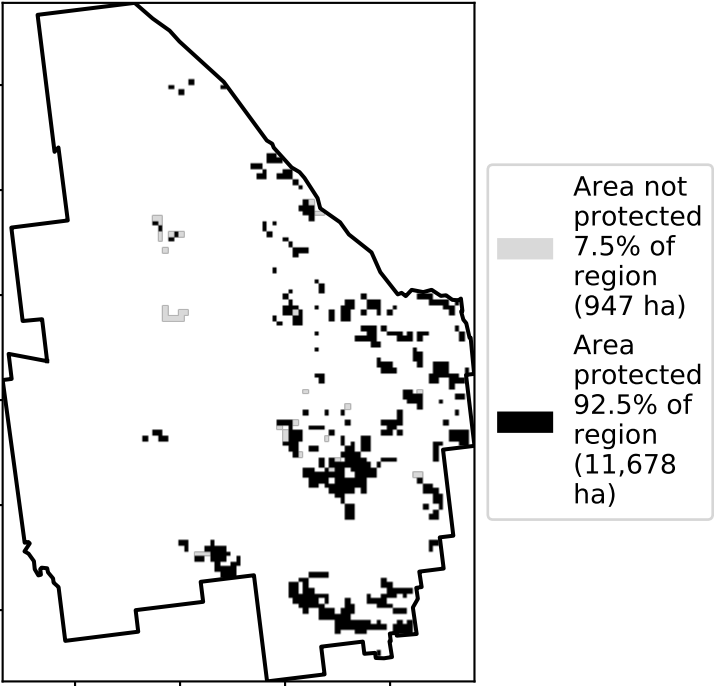 Area not
protected
7.5% of
region
(947 ha)
Area
protected
92.5% of
region
(11,678
ha)